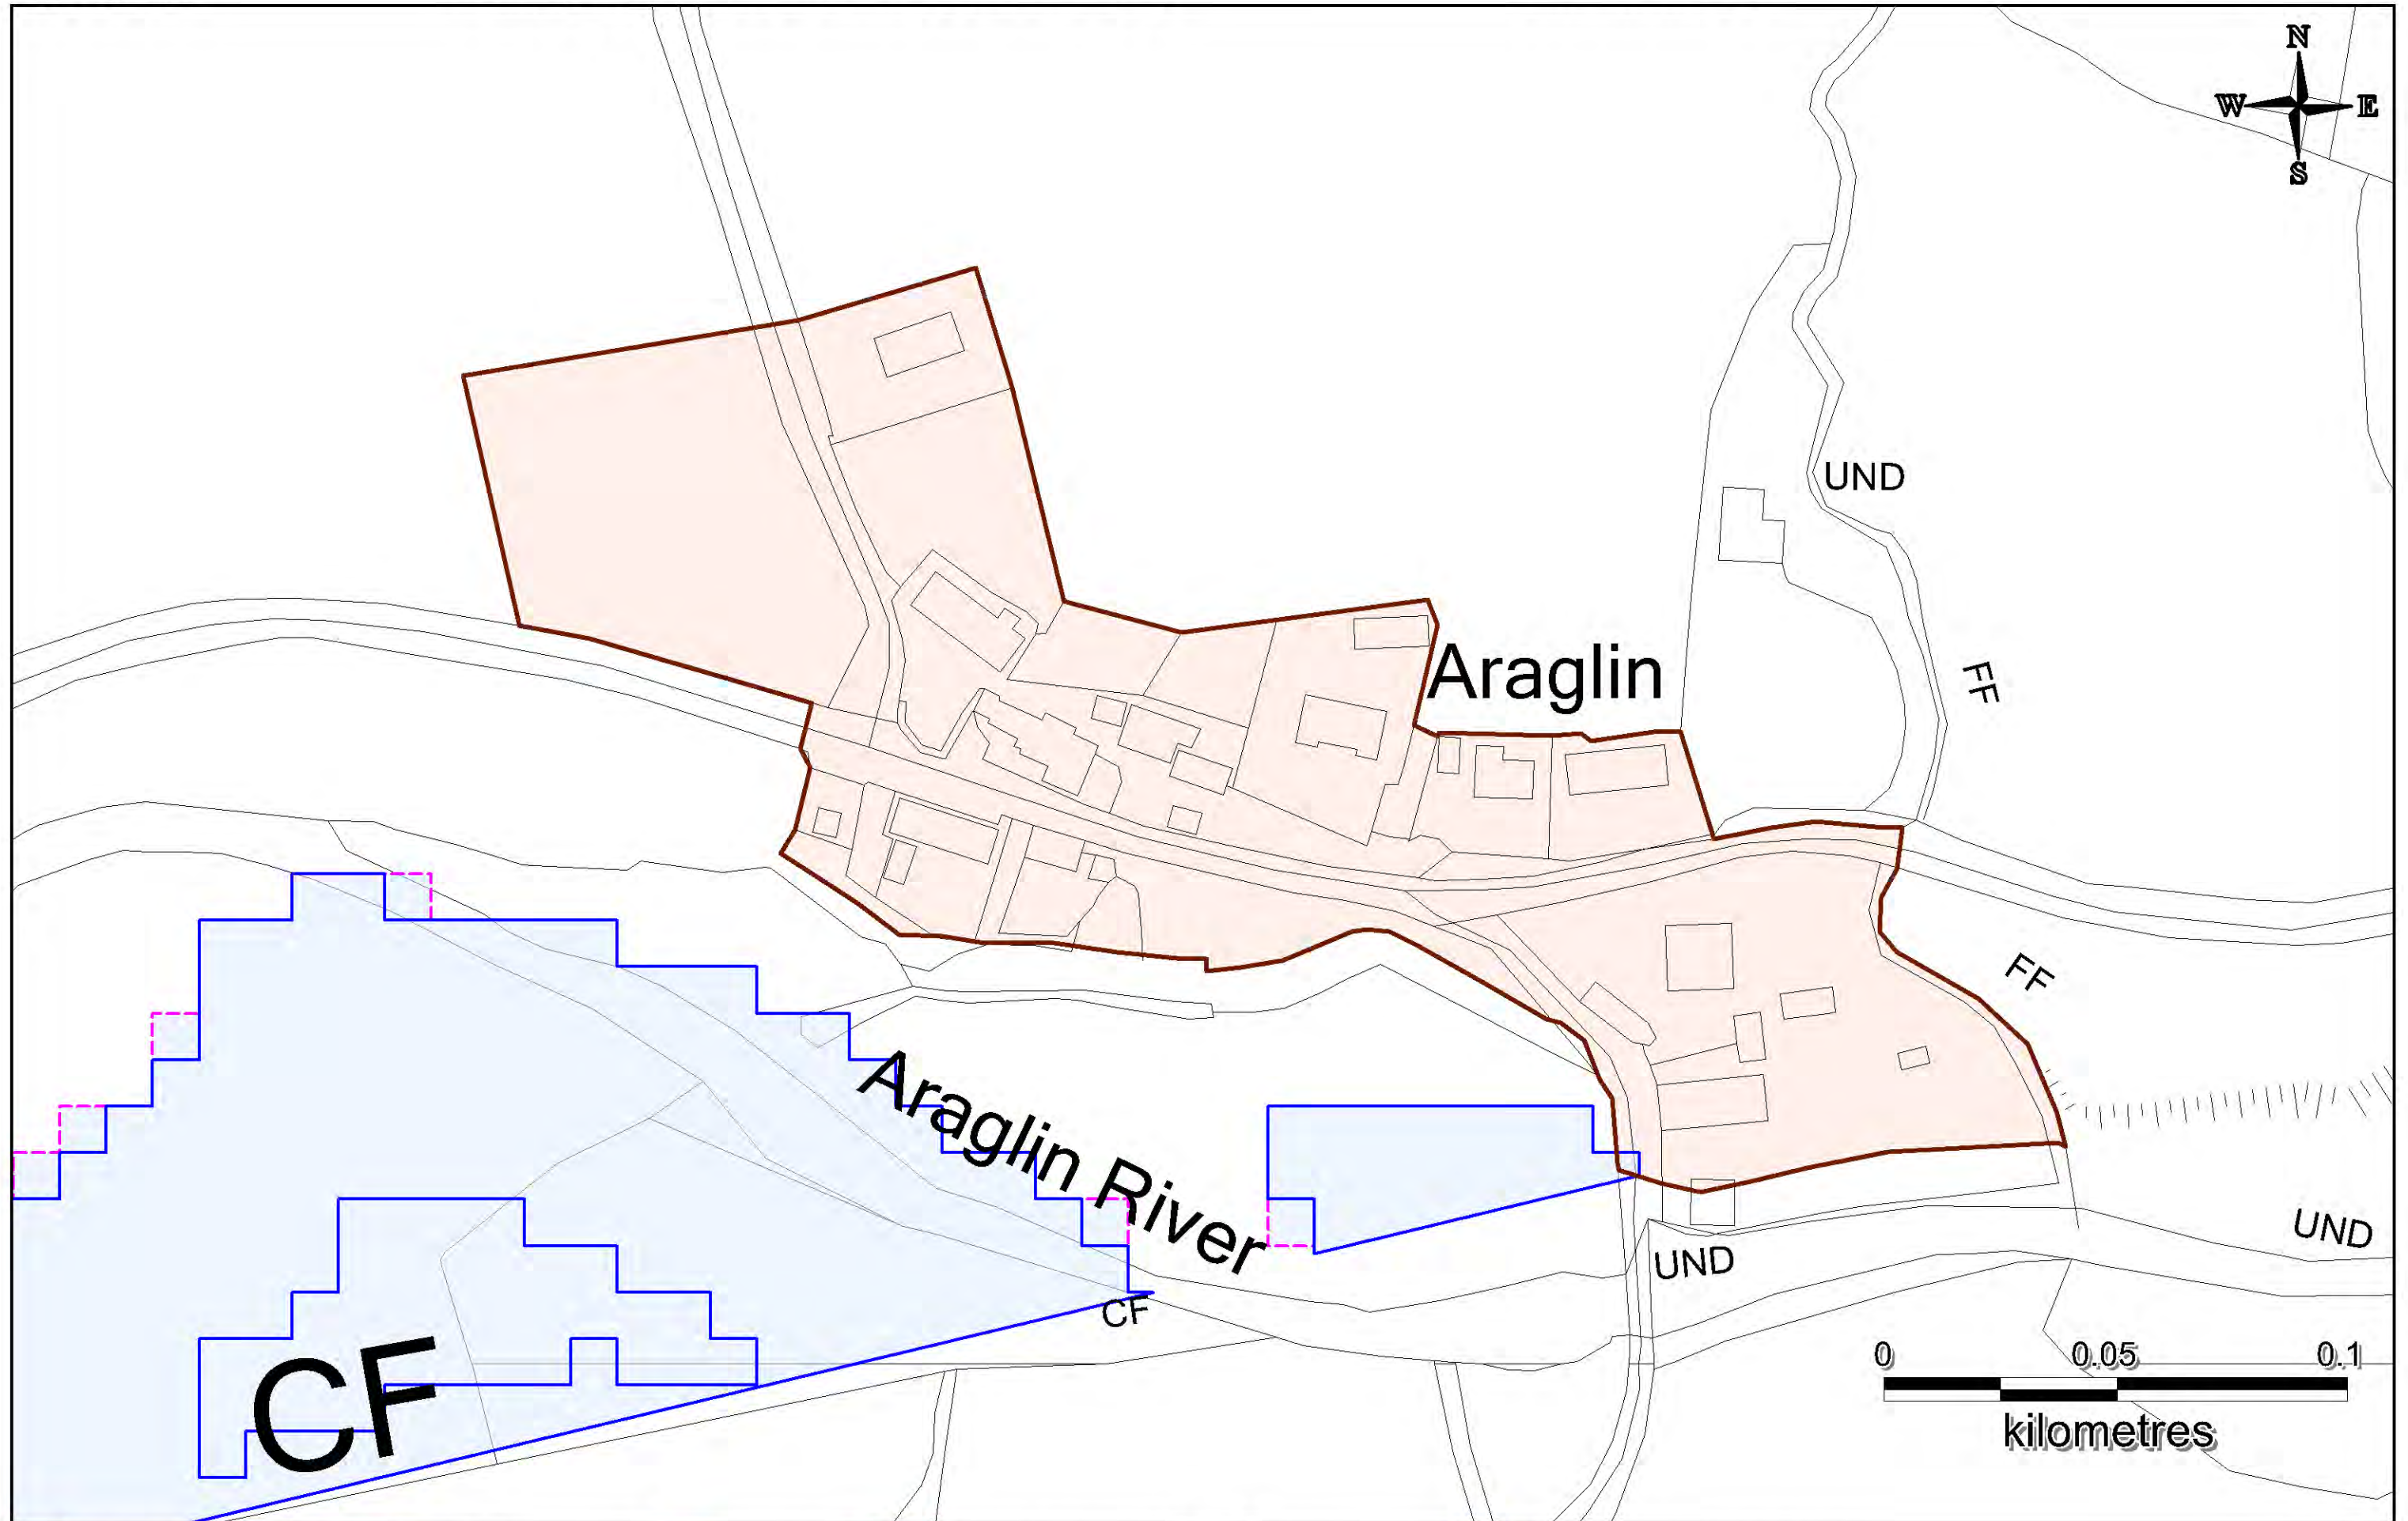 N
W E
S
UND
Araglin
FF
FF
Araglin River
UND
UND
CF
CF
0 0.05 0.1
kilometres